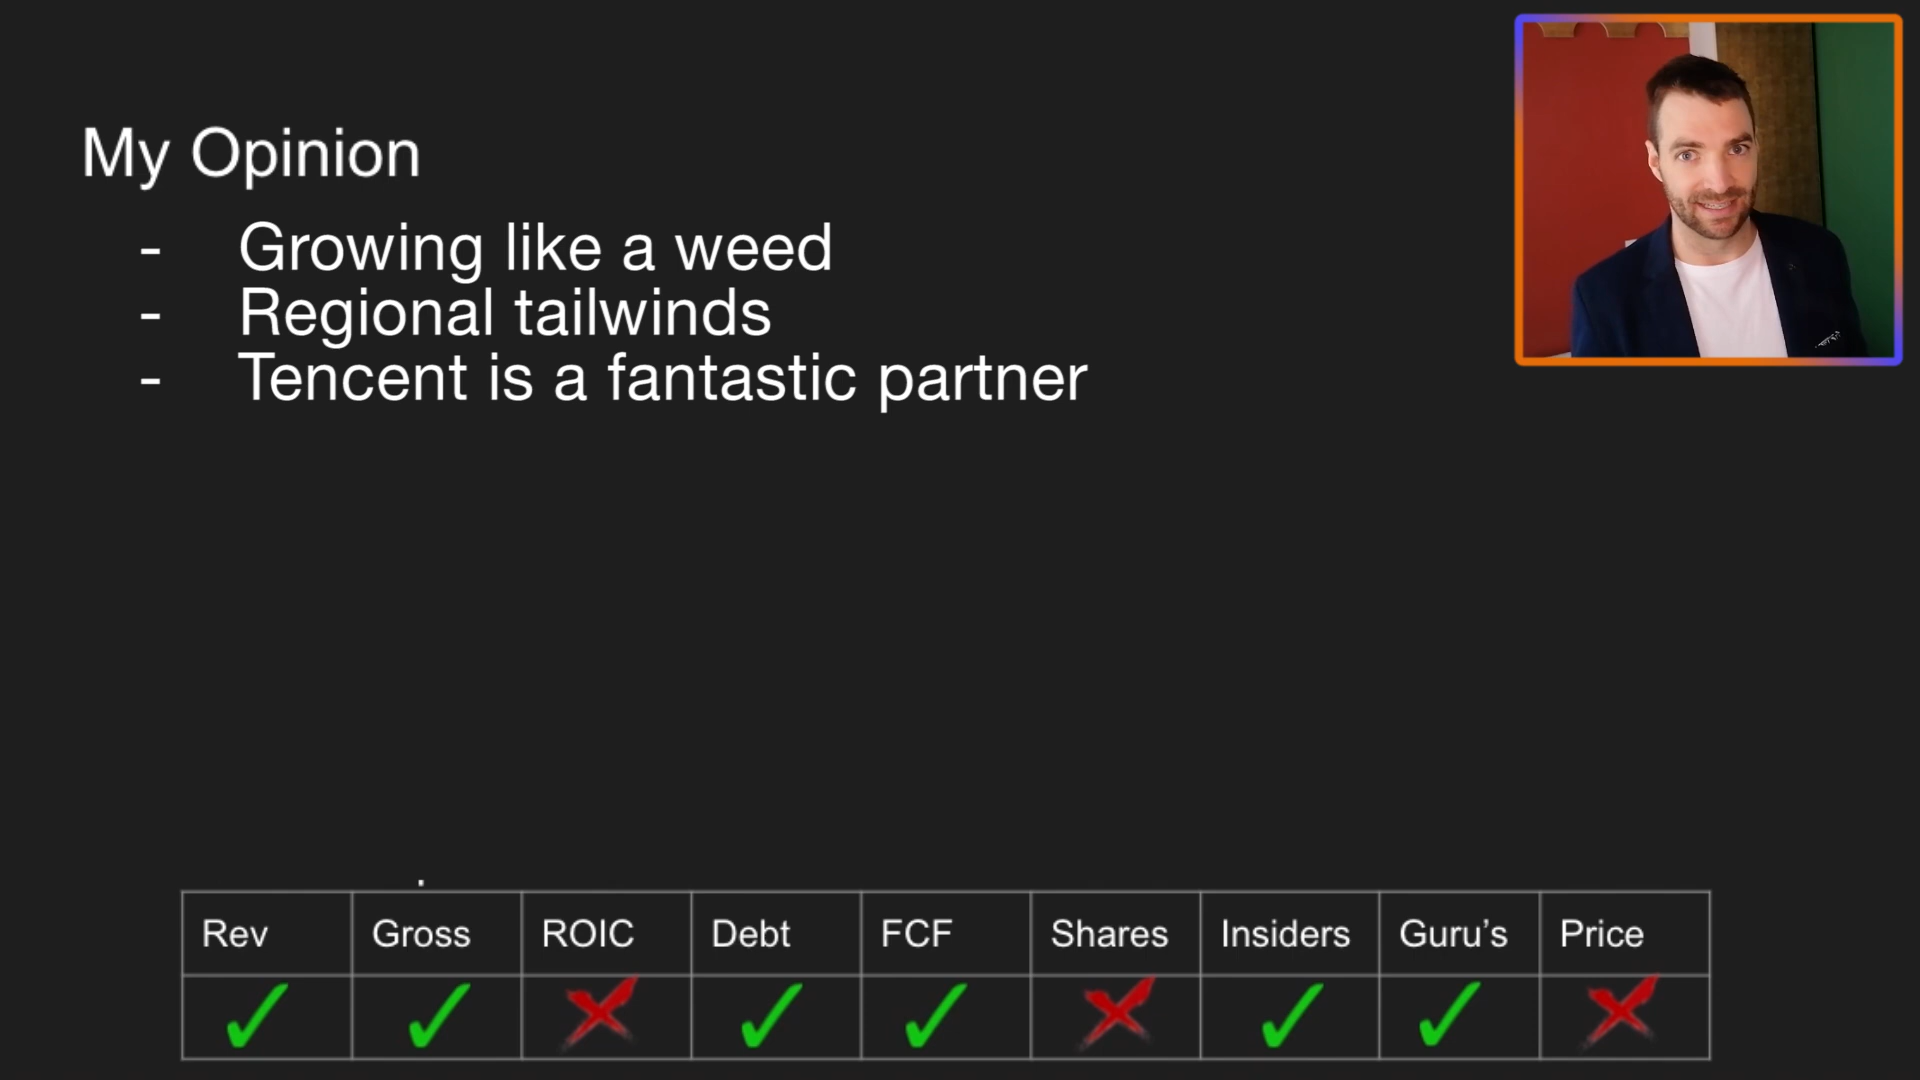 My Opinion
- Growing like a weed
- Regional tailwinds
- Tencent is a fantastic partner
Rev Gross ROIC Debt FCF Shares Insiders Guru’s Price
✓ ✓ ✗ ✓ ✓ ✗ ✓ ✓ ✗